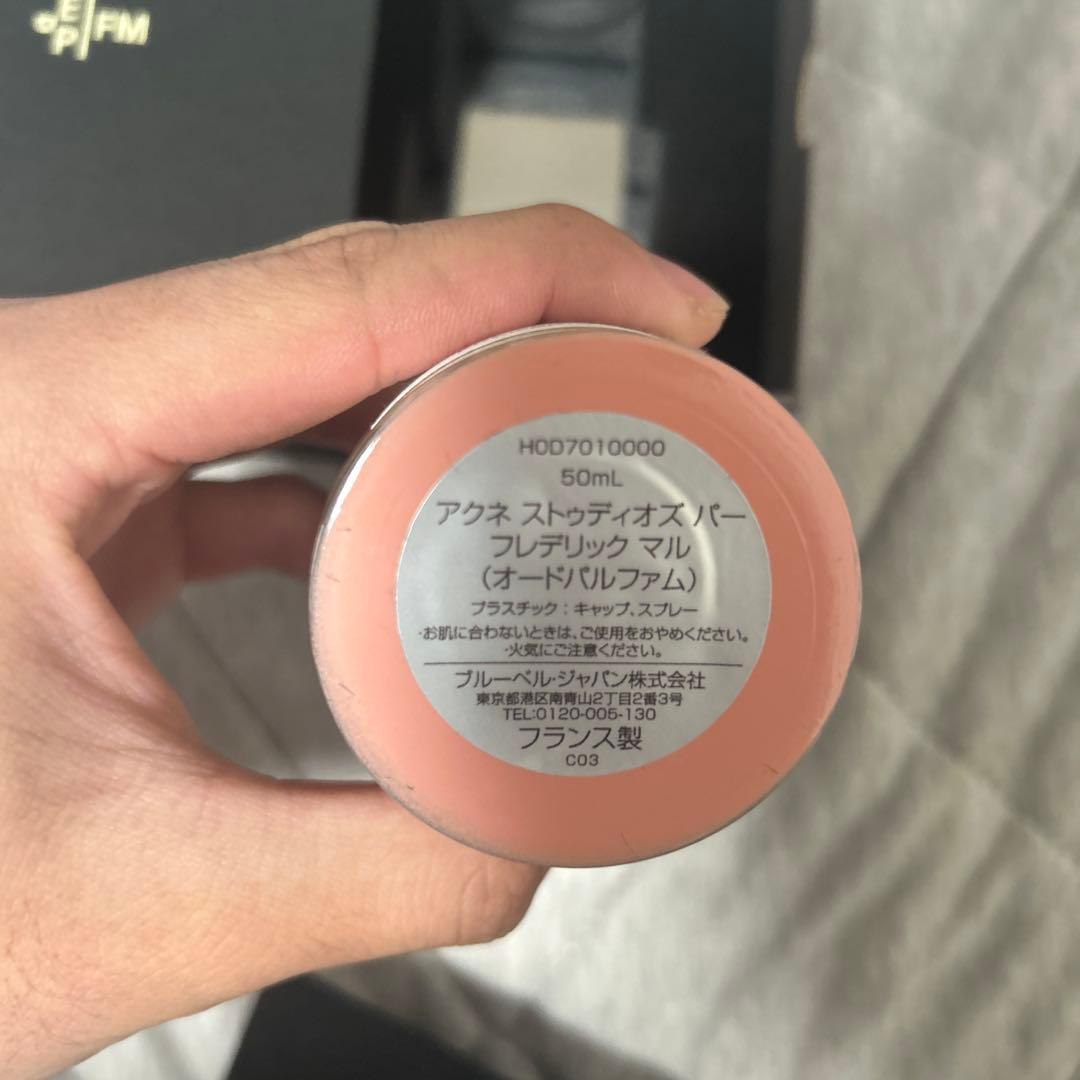 EP FM
H0D7010000
50mL
アクネ ストゥディオズ パー
フレデリック マル
(オードパルファム)
プラスチック:キャップ、スプレー
・お肌に合わないときは、ご使用をおやめください。
・火気にご注意ください。
ブルーベル・ジャパン株式会社
東京都港区南青山2丁目2番3号
TEL:0120-005-130
フランス製
C03